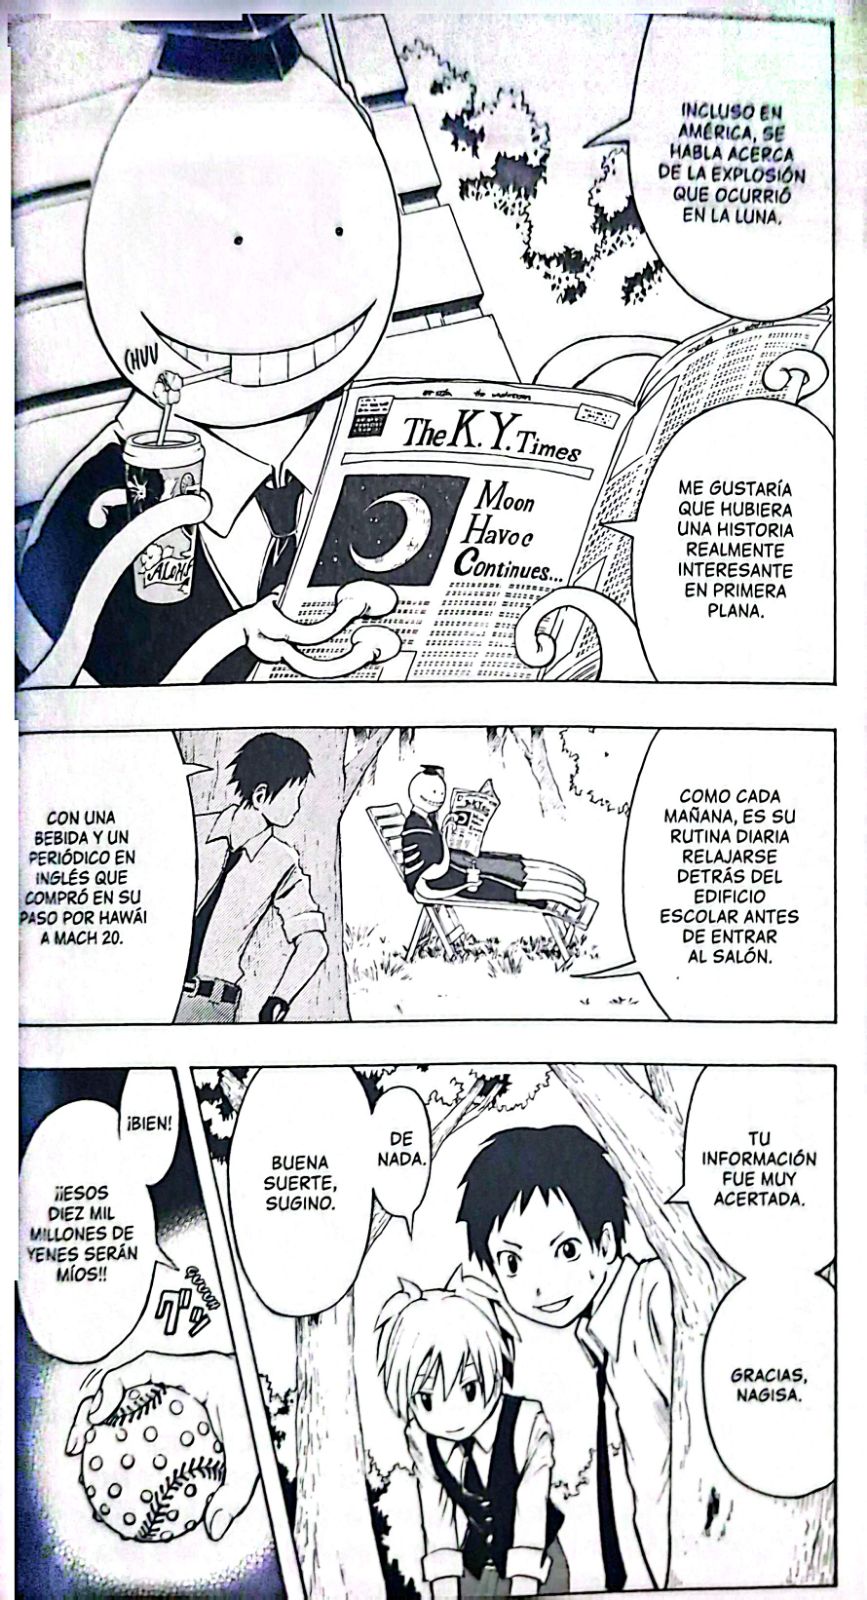 INCLUSO EN
AMÉRICA, SE
HABLA ACERCA
DE LA EXPLOSIÓN
QUE OCURRIÓ
EN LA LUNA.
CHUU
The K.Y. Times
Moon
Havoc
Continues...
ALOHA
ME GUSTARÍA
QUE HUBIERA
UNA HISTORIA
REALMENTE
INTERESANTE
EN PRIMERA
PLANA.
COMO CADA
MAÑANA, ES SU
RUTINA DIARIA
RELAJARSE
DETRÁS DEL
EDIFICIO
ESCOLAR ANTES
DE ENTRAR
AL SALÓN.
CON UNA
BEBIDA Y UN
PERIÓDICO EN
INGLÉS QUE
COMPRÓ EN SU
PASO POR HAWÁI
A MACH 20.
TU
INFORMACIÓN
FUE MUY
ACERTADA.
GRACIAS,
NAGISA.
DE
NADA.
BUENA
SUERTE,
SUGINO.
¡BIEN!
¡¡ESOS
DIEZ MIL
MILLONES DE
YENES SERÁN
MÍOS!!
グッ